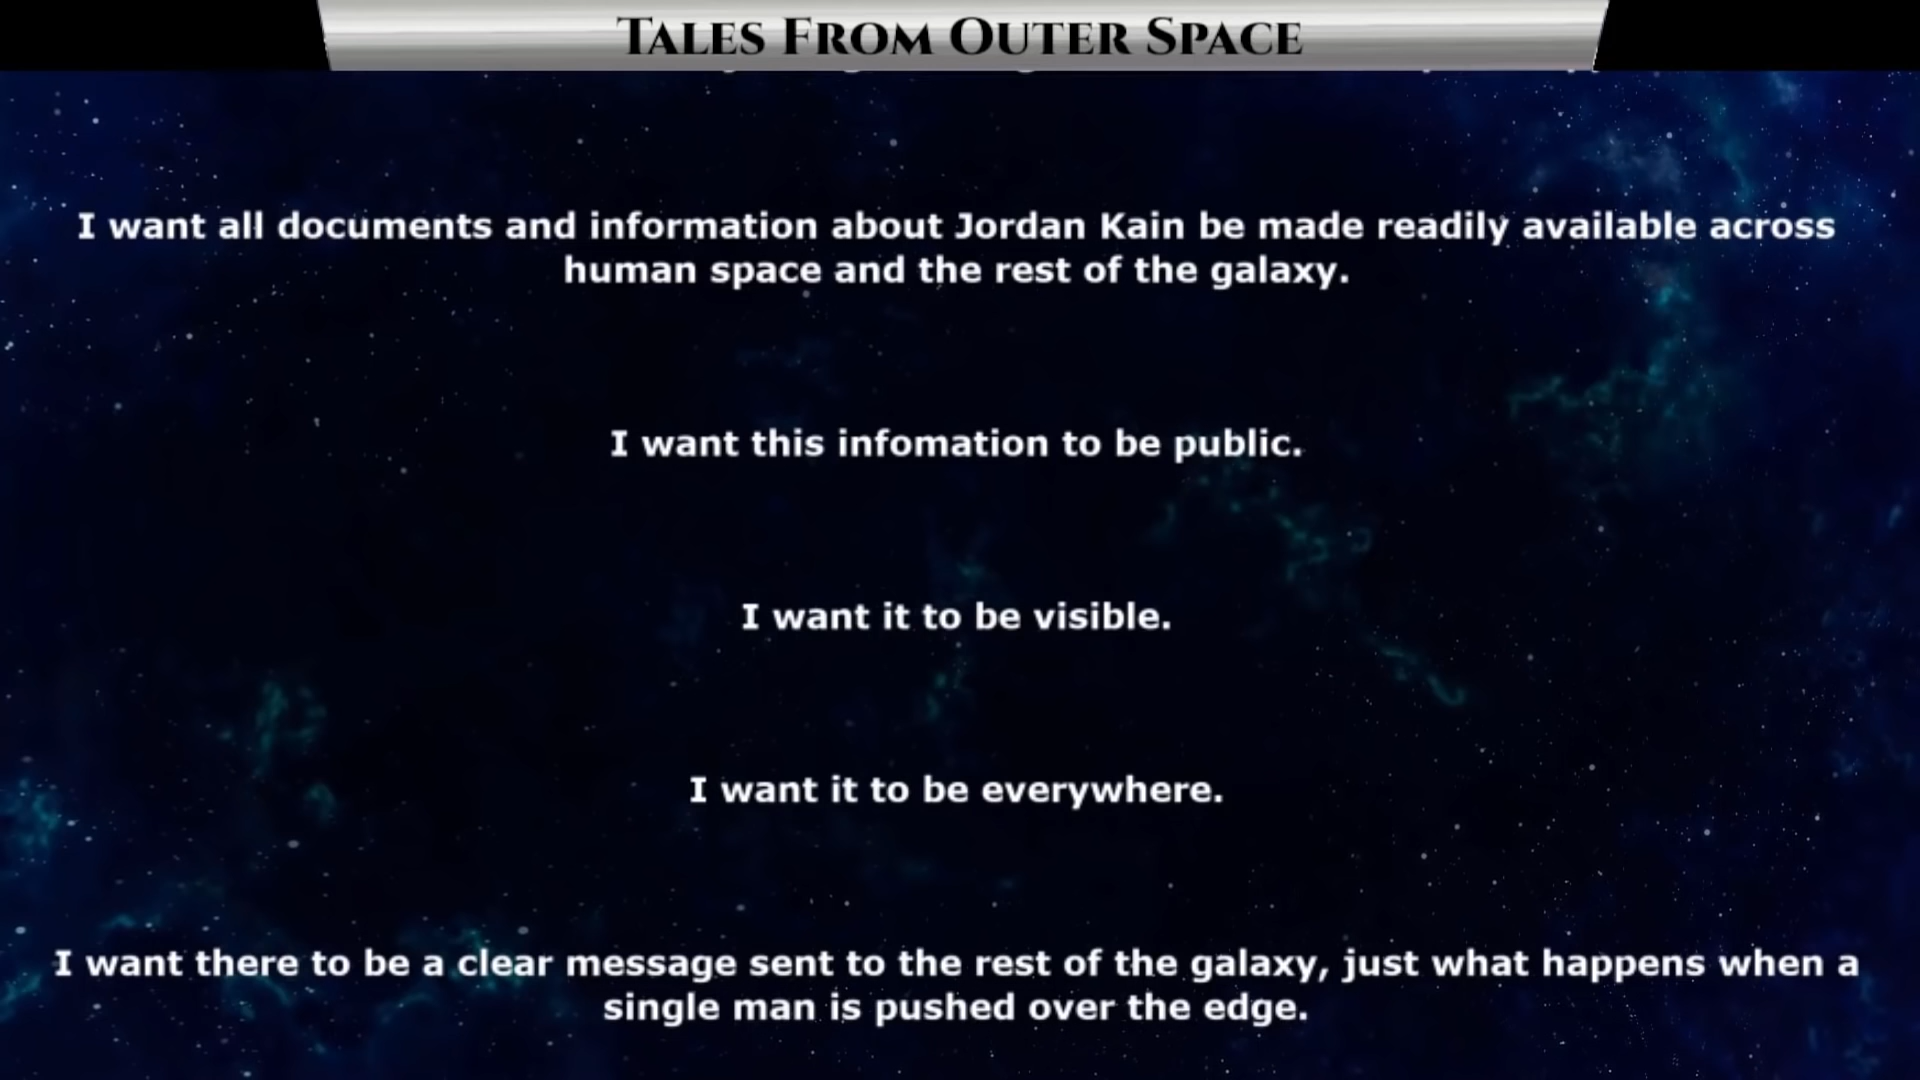 Tales From Outer Space
I want all documents and information about Jordan Kain be made readily available across
human space and the rest of the galaxy.
I want this infomation to be public.
I want it to be visible.
I want it to be everywhere.
I want there to be a clear message sent to the rest of the galaxy, just what happens when a
single man is pushed over the edge.